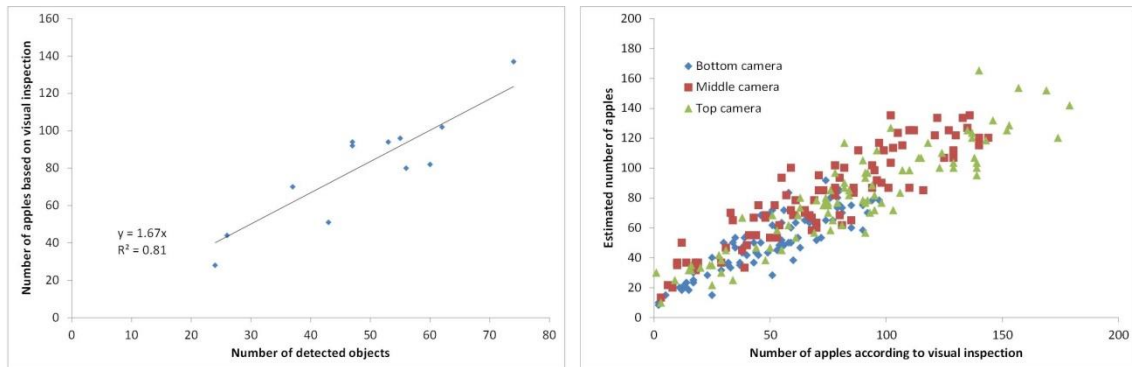 160
140
120
100
80
60
40
20
0
Number of apples based on visual inspection
y = 1.67x
R² = 0.81
0 10 20 30 40 50 60 70 80
Number of detected objects
200
180
160
140
120
100
80
60
40
20
0
Estimated number of apples
Bottom camera
Middle camera
Top camera
0 50 100 150 200
Number of apples according to visual inspection